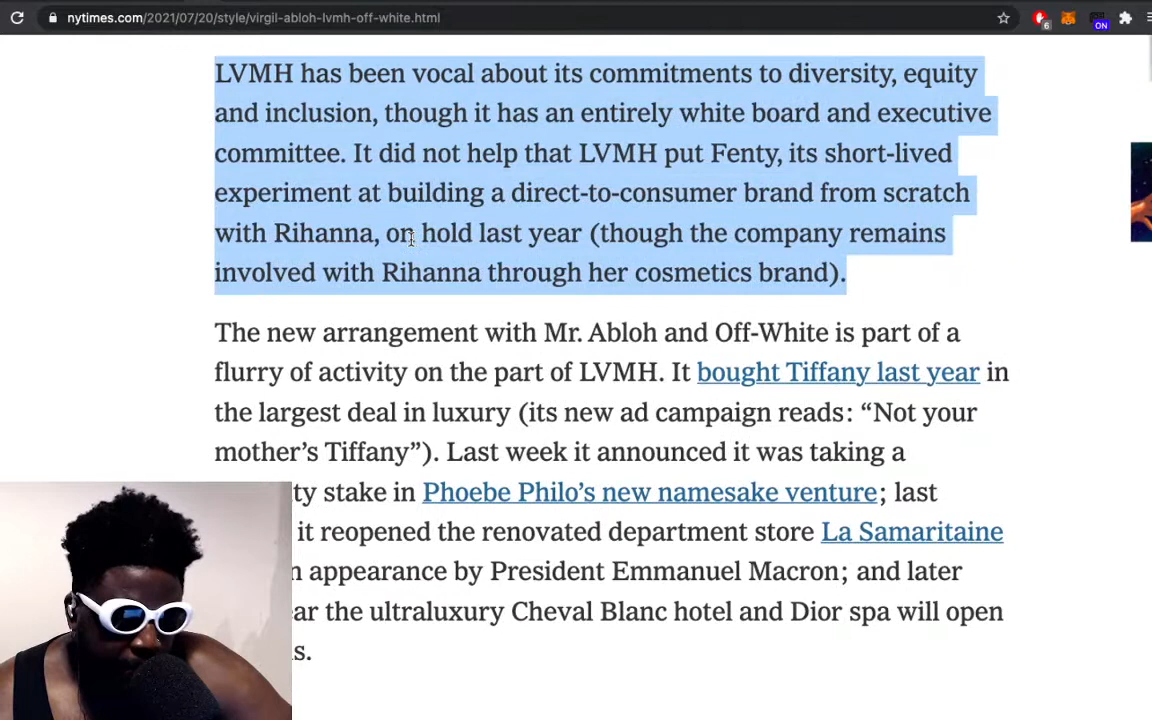 nytimes.com/2021/07/20/style/virgil-abloh-lvmh-off-white.html
6
ON
LVMH has been vocal about its commitments to diversity, equity
and inclusion, though it has an entirely white board and executive
committee. It did not help that LVMH put Fenty, its short-lived
experiment at building a direct-to-consumer brand from scratch
with Rihanna, on hold last year (though the company remains
involved with Rihanna through her cosmetics brand).
The new arrangement with Mr. Abloh and Off-White is part of a
flurry of activity on the part of LVMH. It bought Tiffany last year in
the largest deal in luxury (its new ad campaign reads: “Not your
mother’s Tiffany”). Last week it announced it was taking a
ty stake in Phoebe Philo’s new namesake venture; last
it reopened the renovated department store La Samaritaine
n appearance by President Emmanuel Macron; and later
ar the ultraluxury Cheval Blanc hotel and Dior spa will open
s.